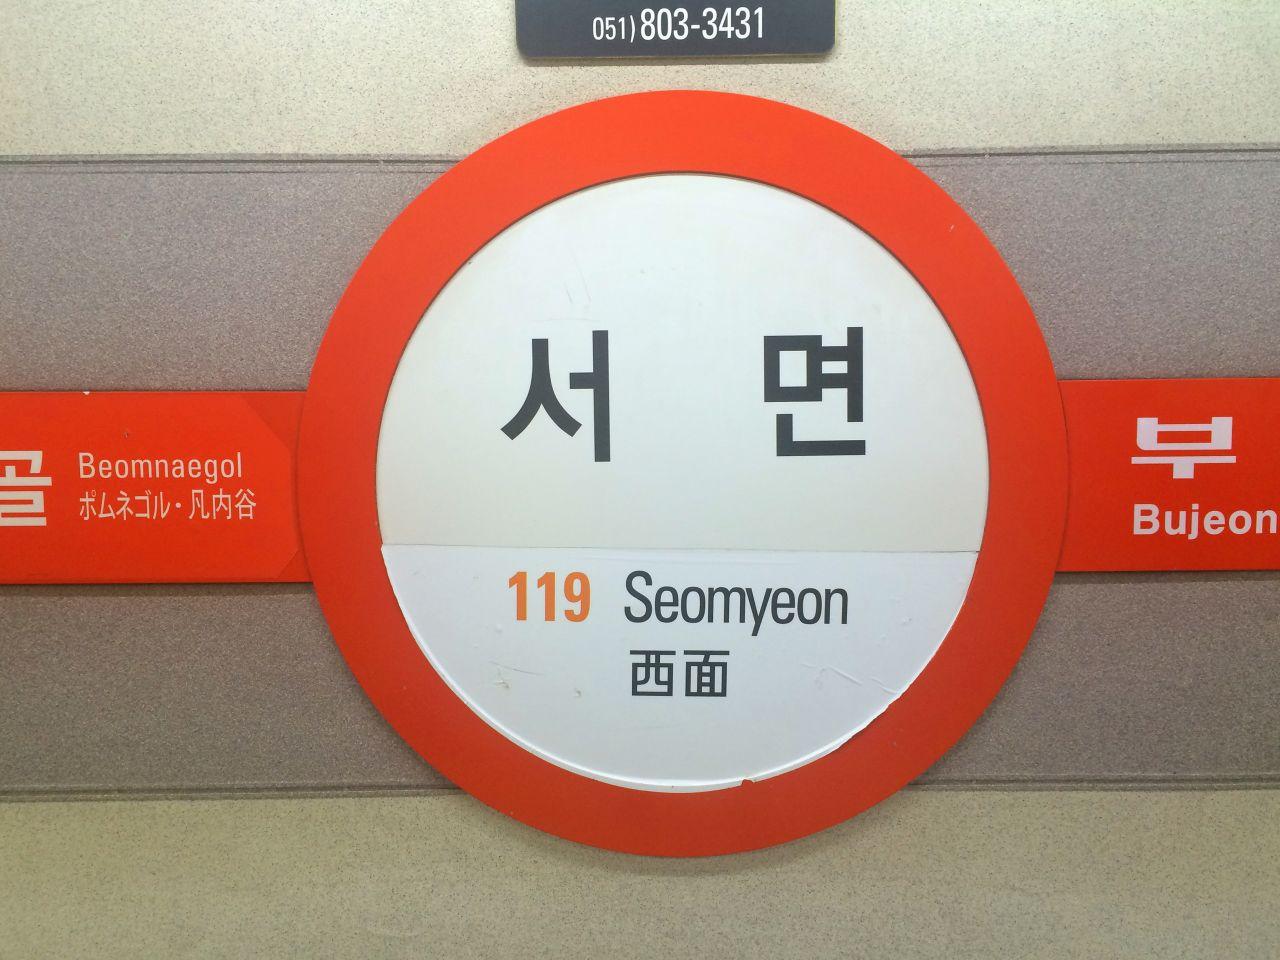 051) 803-3431
서 면
119 Seomyeon
西面
골
Beomnaegol
ポムネゴル・凡内谷
부
Bujeon